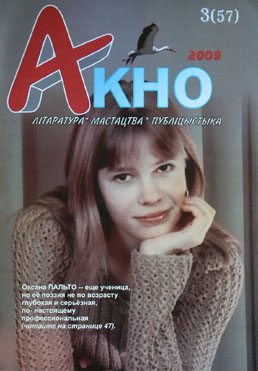 3(57)
Акно
2009
ЛІТАРАТУРА * МАСТАЦТВА * ПУБЛІЦЫСТЫКА
Оксана ПАЛЬТО – еще ученица,
но её поэзия не по возрасту
глубокая и серьёзная,
по- настоящему
профессиональная
(читайте на странице 47).